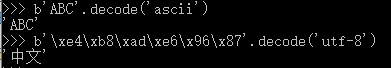 >>> b'ABC'.decode('ascii')
'ABC'
>>> b'\xe4\xb8\xad\xe6\x96\x87'.decode('utf-8')
'中文'